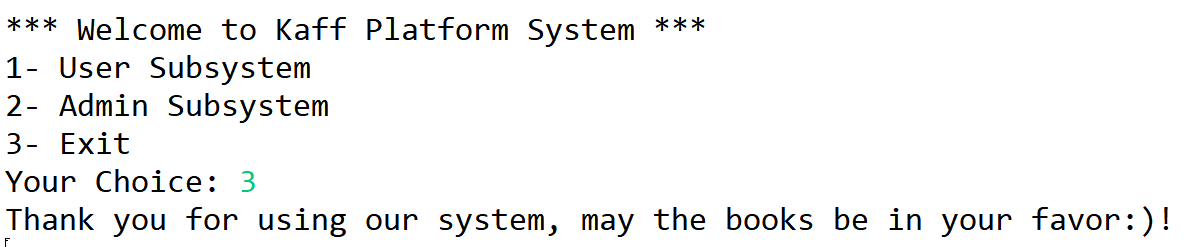 *** Welcome to Kaff Platform System ***
1- User Subsystem
2- Admin Subsystem
3- Exit
Your Choice: 3
Thank you for using our system, may the books be in your favor:)!